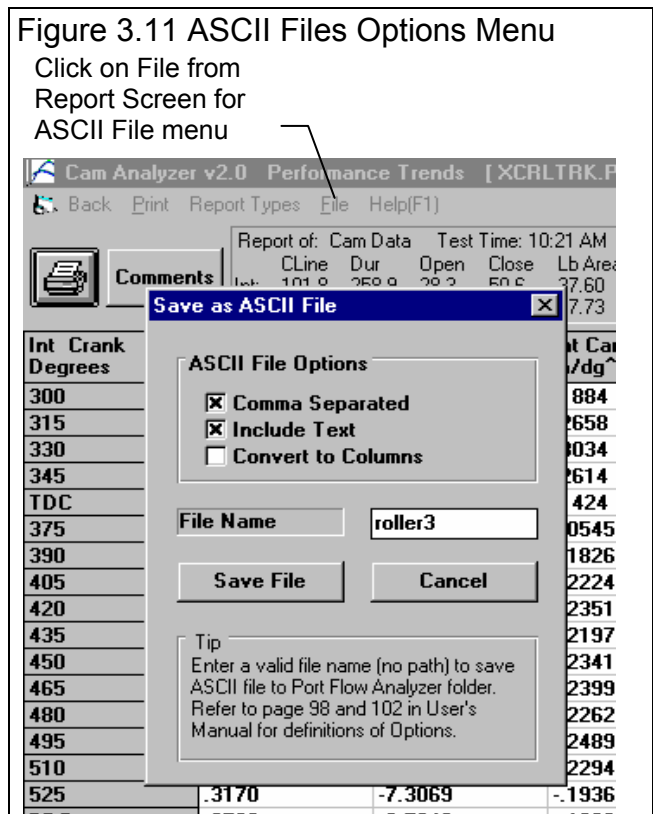 Figure 3.11 ASCII Files Options Menu
Click on File from
Report Screen for
ASCII File menu
Cam Analyzer v2.0 Performance Trends [ XCRLTRK.P
Back Print Report Types File Help(F1)
Report of: Cam Data Test Time: 10:21 AM
CLine Dur Open Close Lb Area
Comments
37.60
7.73
Save as ASCII File
Int Crank
Degrees
ASCII File Options
Comma Separated
Include Text
Convert to Columns
File Name
roller3
Save File Cancel
Tip
Enter a valid file name (no path) to save
ASCII file to Port Flow Analyzer folder.
Refer to page 98 and 102 in User's
Manual for definitions of Options.
300 884
315 2658
330
345 2614
TDC 424
375 0545
390 1826
405 2224
420 2351
435 2197
450 2341
465 2399
480 2262
495 2489
510 2294
525 .3170 -7.3069 -.1936